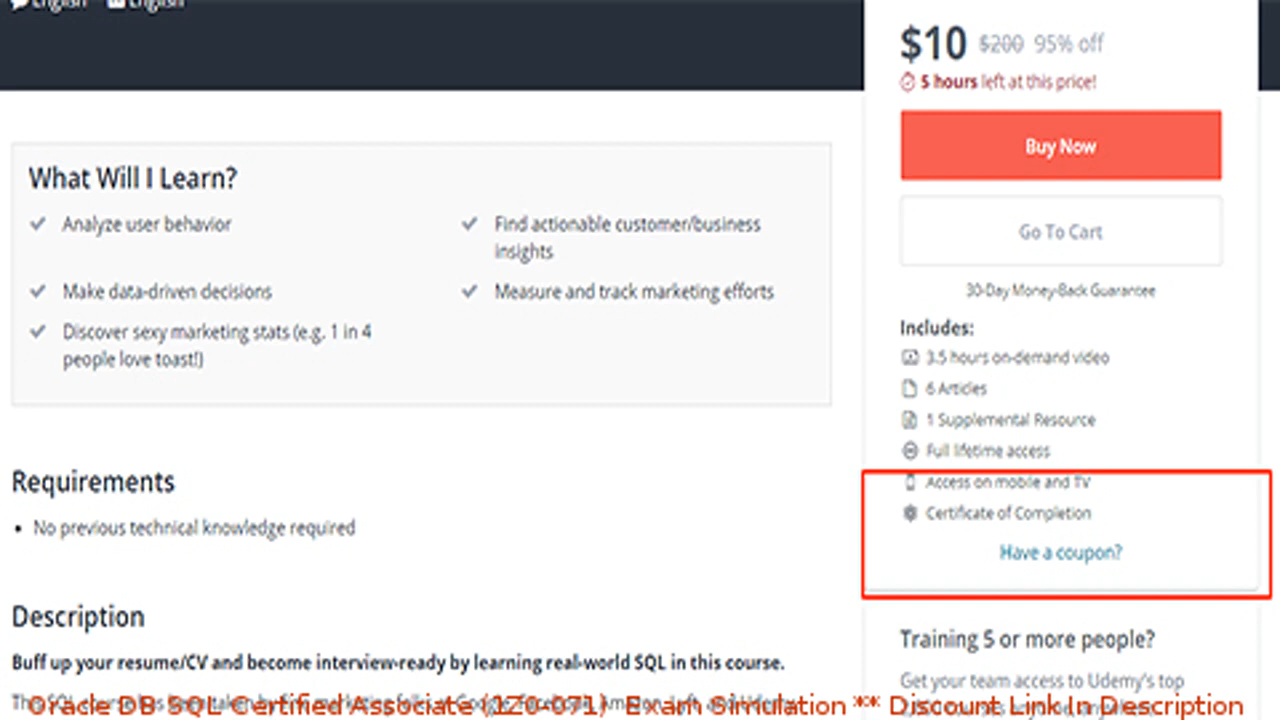 English English
What Will I Learn?
Analyze user behavior
Find actionable customer/business
insights
Make data-driven decisions
Measure and track marketing efforts
Discover sexy marketing stats (e.g. 1 in 4
people love toast!)
Requirements
• No previous technical knowledge required
Description
Buff up your resume/CV and become interview-ready by learning real-world SQL in this course.
$10 $200 95% off
5 hours left at this price!
Buy Now
Go To Cart
30-Day Money-Back Guarantee
Includes:
3.5 hours on-demand video
6 Articles
1 Supplemental Resource
Full lifetime access
Access on mobile and TV
Certificate of Completion
Have a coupon?
Training 5 or more people?
Get your team access to Udemy's top
Oracle DB SQL Certified Associate (1Z0-071) Exam Simulation ** Discount Link In Description